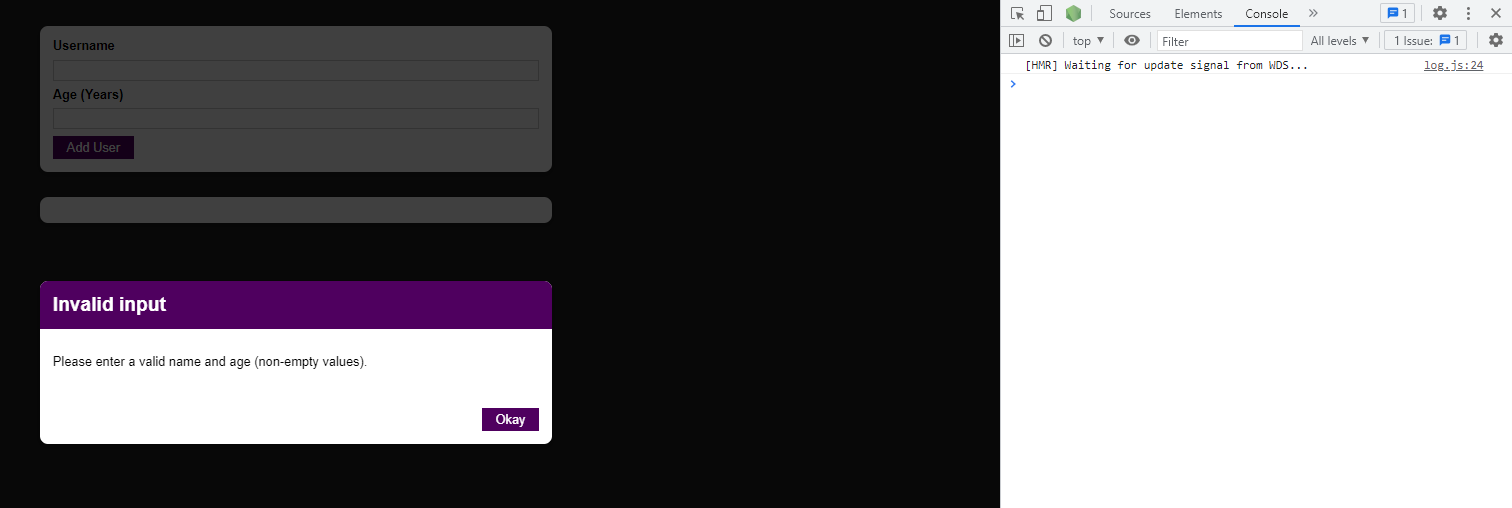 Username
Age (Years)
Add User
Invalid input
Please enter a valid name and age (non-empty values).
Okay
Sources Elements Console » 1
top ▼ Filter All levels ▼ 1 Issue: 1
[HMR] Waiting for update signal from WDS... log.js:24
>